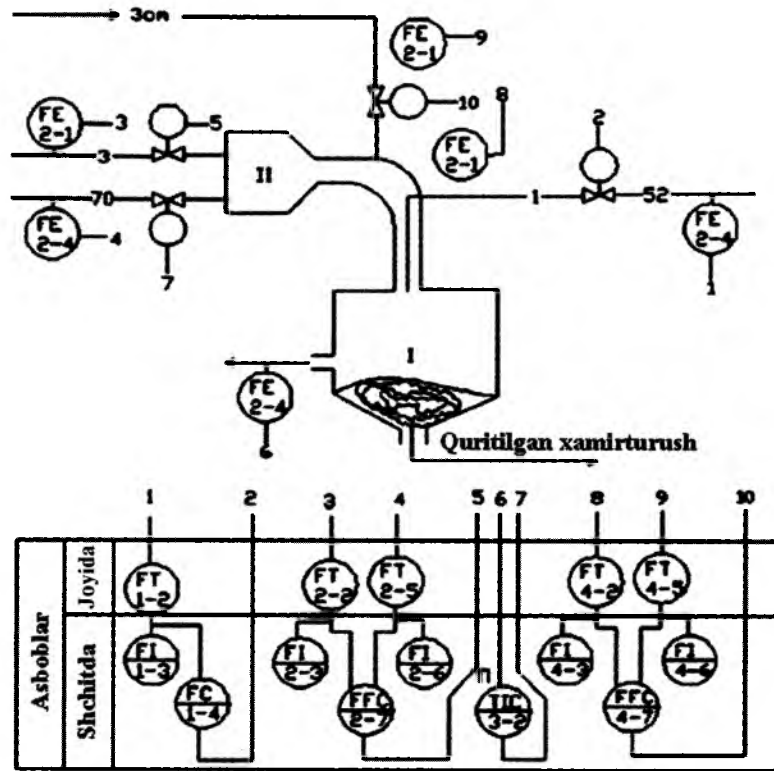 3om
FE
2-1
9
10
8
FE
2-1
3
5
3
FE
2-1
2
II
70
1
52
FE
2-4
4
7
FE
2-4
1
I
FE
2-4
6
Quritilgan xamirturush
1 2 3 4 5 6 7 8 9 10
Asboblar
Joyida
FT
1-2
FT
2-2
FT
2-5
FT
4-2
FT
4-5
Shchitda
FI
1-3
FC
1-4
FI
2-3
FFC
2-7
FI
2-6
3-2
FI
4-3
FFC
4-7
FI
4-6